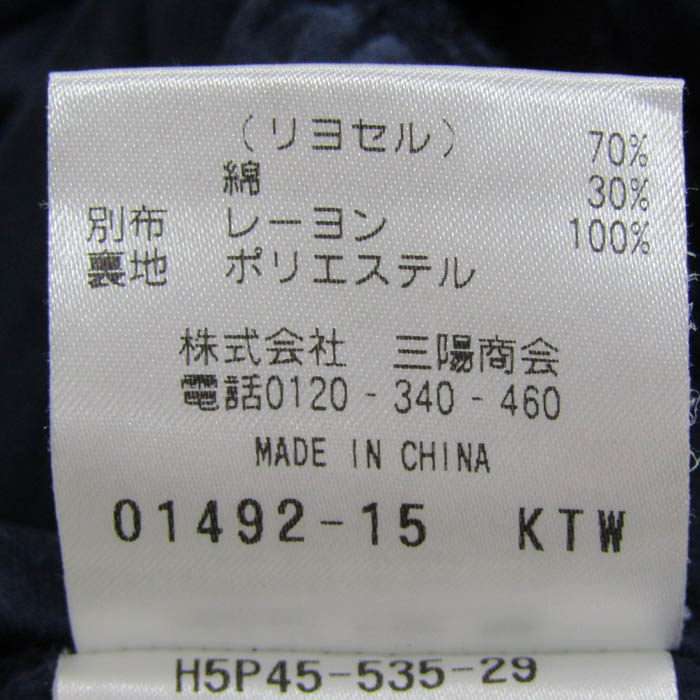 (リヨセル) 70%
綿 30%
別布 レーヨン 100%
裏地 ポリエステル
株式会社 三陽商会
電話0120-340-460
MADE IN CHINA
01492-15 KTW
H5P45-535-29